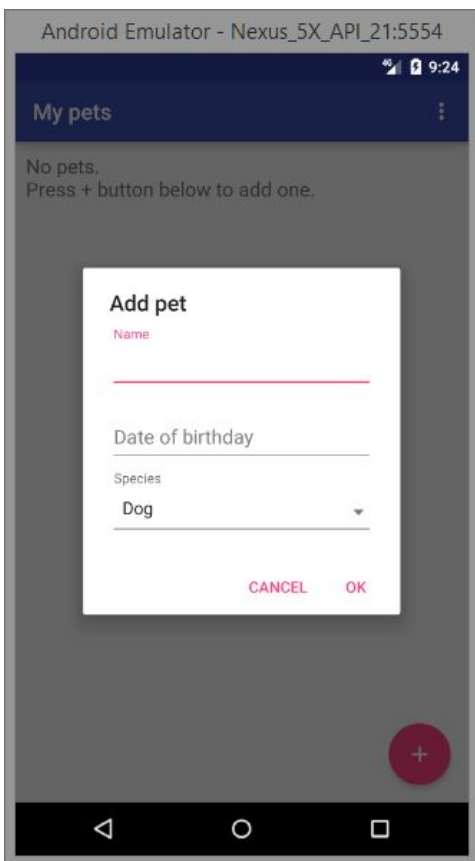 Android Emulator - Nexus_5X_API_21:5554
4G 9:24
My pets
No pets.
Press + button below to add one.
Add pet
Name
Date of birthday
Species
Dog
CANCEL OK
+